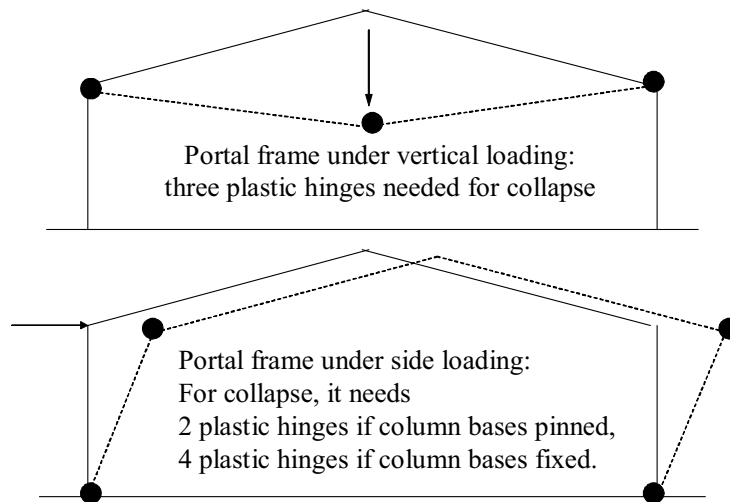 Portal frame under vertical loading:
three plastic hinges needed for collapse
Portal frame under side loading:
For collapse, it needs
2 plastic hinges if column bases pinned,
4 plastic hinges if column bases fixed.